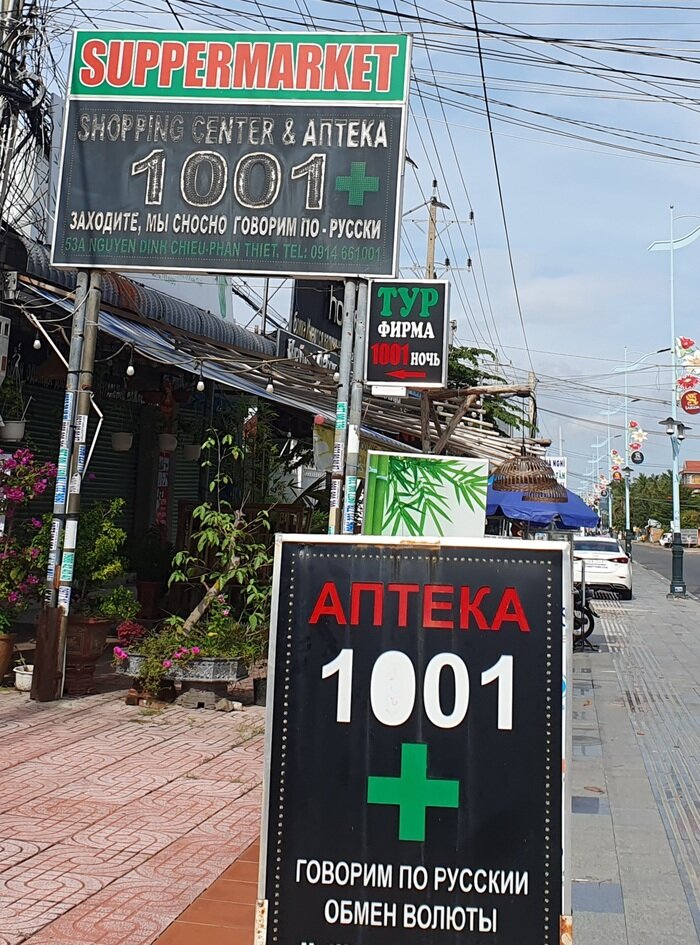 SUPPERMARKET
SHOPPING CENTER & АПТЕКА
1001
ЗАХОДИТЕ, МЫ СНОСНО ГОВОРИМ ПО - РУССКИ
53A NGUYEN DINH CHIEU-PHAN THIET. TEL: 0914 661001
ТУР
ФИРМА
1001 НОЧЬ
АПТЕКА
1001
ГОВОРИМ ПО РУССКИИ
ОБМЕН ВОЛЮТЫ